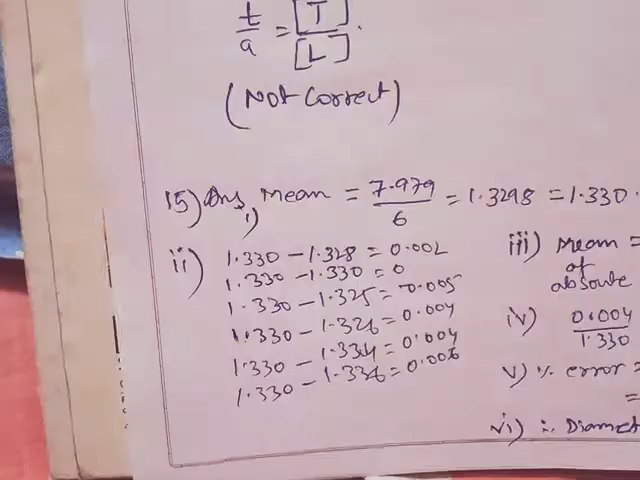 t/a = [T]/[L].
(Not Correct)
15) Ans, i) Mean = 7.979/6 = 1.3298 = 1.330.
ii) 1.330 - 1.328 = 0.002
1.330 - 1.330 = 0
1.330 - 1.325 = 0.005
1.330 - 1.326 = 0.004
1.330 - 1.334 = 0.004
1.330 - 1.336 = 0.006
iii) Mean =
of
absoute
iv) 0.004/1.330
v) % error =
=
vi) ∴ Diamet